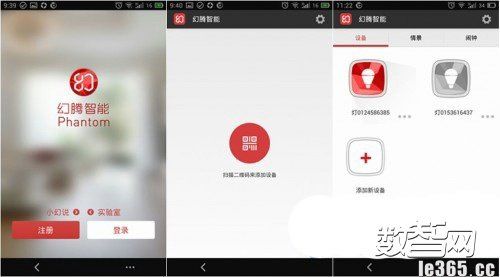 9:39
16
幻腾智能
Phantom
小幻说
实验室
注册
登录
9:40
16
幻腾智能
扫描二维码来添加设备
11:22
34
幻腾智能
设备
情景
闹钟
灯0124586385
灯0153616437
添加新设备
数智网
le365.cc